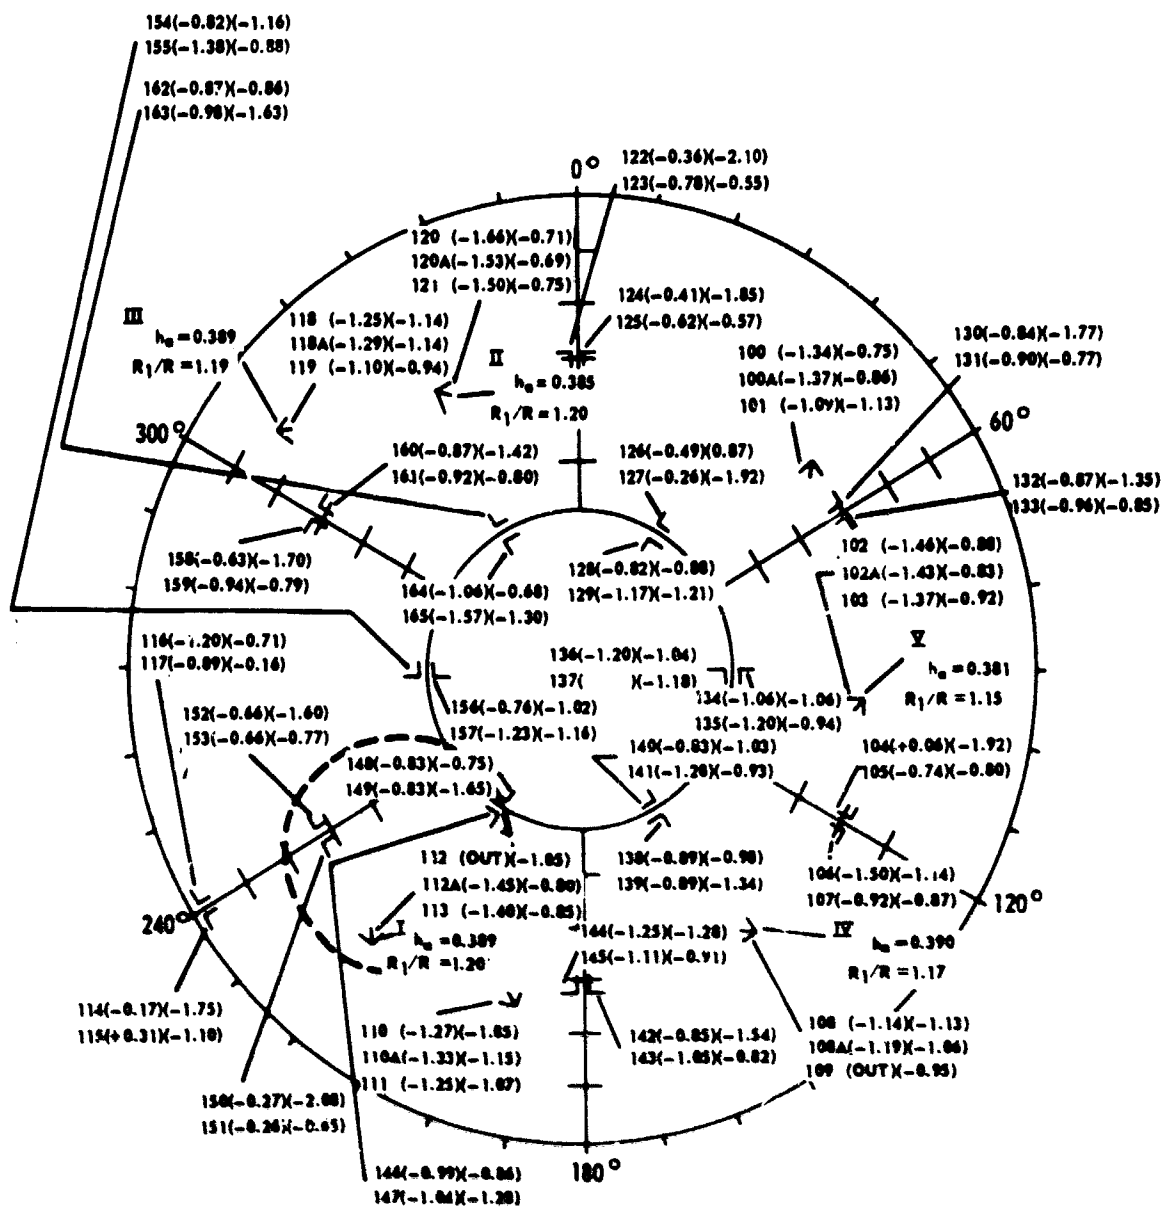 154(-0.82)(-1.16)
155(-1.38)(-0.88)
162(-0.87)(-0.86)
163(-0.98)(-1.63)
122(-0.36)(-2.10)
0°
123(-0.78)(-0.55)
120 (-1.66)(-0.71)
120A(-1.53)(-0.69)
121 (-1.50)(-0.75)
124(-0.41)(-1.85)
125(-0.62)(-0.57)
III
hₐ=0.389
R₁/R=1.19
118 (-1.25)(-1.14)
118A(-1.29)(-1.14)
119 (-1.10)(-0.94)
II
hₐ=0.385
R₁/R=1.20
100 (-1.34)(-0.75)
100A(-1.37)(-0.86)
101 (-1.09)(-1.13)
130(-0.84)(-1.77)
131(-0.90)(-0.77)
60°
300°
160(-0.87)(-1.42)
161(-0.92)(-0.80)
126(-0.49)(0.87)
127(-0.26)(-1.92)
132(-0.87)(-1.35)
133(-0.96)(-0.85)
158(-0.63)(-1.70)
159(-0.94)(-0.79)
102 (-1.46)(-0.88)
102A(-1.43)(-0.83)
103 (-1.37)(-0.92)
128(-0.82)(-0.88)
129(-1.17)(-1.21)
164(-1.06)(-0.68)
165(-1.57)(-1.30)
116(-1.20)(-0.71)
117(-0.89)(-0.16)
V
hₐ=0.381
R₁/R=1.15
136(-1.20)(-1.04)
137( )(-1.18)
134(-1.06)(-1.06)
135(-1.20)(-0.94)
156(-0.76)(-1.02)
157(-1.23)(-1.16)
152(-0.66)(-1.60)
153(-0.66)(-0.77)
140(-0.83)(-1.03)
141(-1.28)(-0.93)
104(+0.06)(-1.92)
105(-0.74)(-0.80)
148(-0.83)(-0.75)
149(-0.83)(-1.65)
112 (OUT)(-1.85)
112A(-1.45)(-0.80)
113 (-1.40)(-0.85)
138(-0.89)(-0.98)
139(-0.89)(-1.34)
106(-1.50)(-1.14)
107(-0.92)(-0.87)
120°
240°
I
hₐ=0.389
R₁/R=1.20
144(-1.25)(-1.28)
145(-1.11)(-0.91)
IV
hₐ=0.390
R₁/R=1.17
114(-0.17)(-1.75)
115(+0.31)(-1.10)
110 (-1.27)(-1.05)
110A(-1.33)(-1.15)
111 (-1.25)(-1.07)
142(-0.85)(-1.54)
143(-1.05)(-0.82)
108 (-1.14)(-1.13)
108A(-1.19)(-1.06)
109 (OUT)(-0.95)
150(-0.27)(-2.08)
151(-0.26)
180°
146(-0.99)(-0.86)
147(-1.04)(-1.28)